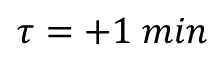 τ = +1 min